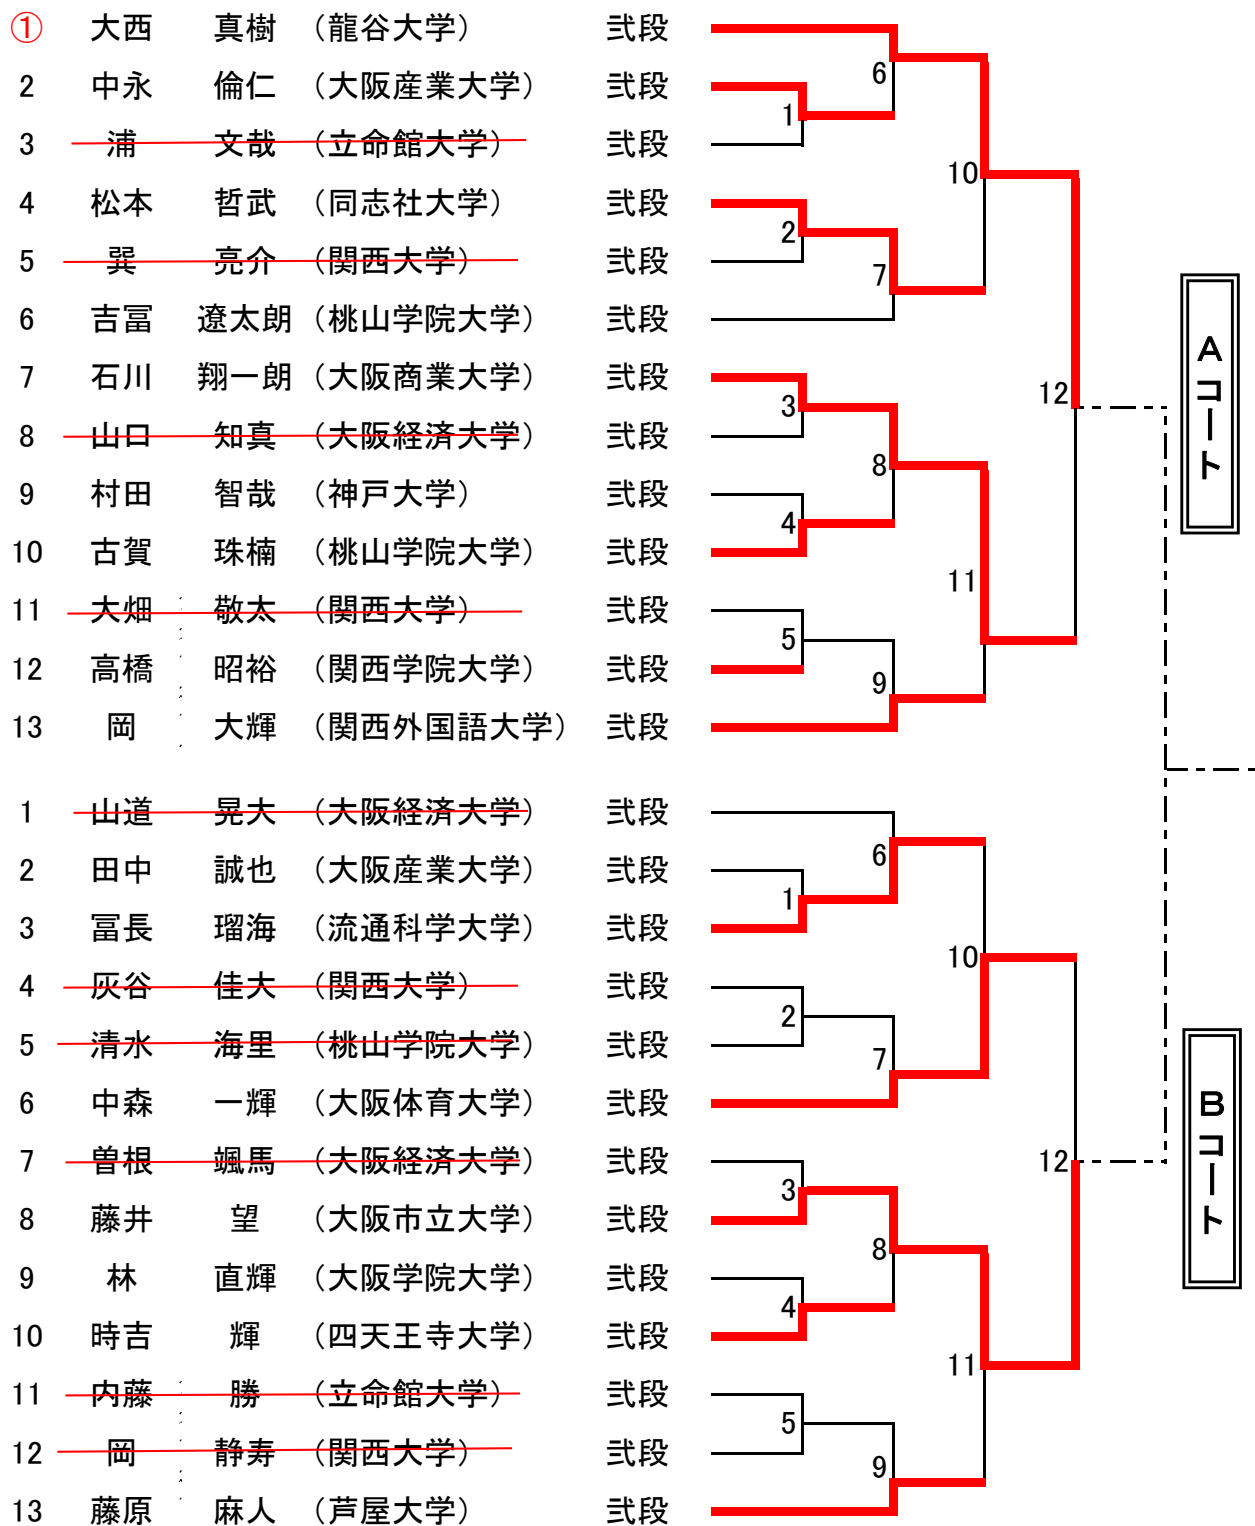 ① 大西 真樹 (龍谷大学) 弐段
2 中永 倫仁 (大阪産業大学) 弐段
3 浦 文哉 (立命館大学) 弐段
4 松本 哲武 (同志社大学) 弐段
5 巽 亮介 (関西大学) 弐段
6 吉冨 遼太朗 (桃山学院大学) 弐段
7 石川 翔一朗 (大阪商業大学) 弐段
8 山口 知真 (大阪経済大学) 弐段
9 村田 智哉 (神戸大学) 弐段
10 古賀 珠楠 (桃山学院大学) 弐段
11 大畑 敬太 (関西大学) 弐段
12 高橋 昭裕 (関西学院大学) 弐段
13 岡 大輝 (関西外国語大学) 弐段
6
1
10
2
7
12
3
8
4
11
5
9
Aコート
1 山道 晃大 (大阪経済大学) 弐段
2 田中 誠也 (大阪産業大学) 弐段
3 冨長 瑠海 (流通科学大学) 弐段
4 灰谷 佳大 (関西大学) 弐段
5 清水 海里 (桃山学院大学) 弐段
6 中森 一輝 (大阪体育大学) 弐段
7 曽根 颯馬 (大阪経済大学) 弐段
8 藤井 望 (大阪市立大学) 弐段
9 林 直輝 (大阪学院大学) 弐段
10 時吉 輝 (四天王寺大学) 弐段
11 内藤 勝 (立命館大学) 弐段
12 岡 静寿 (関西大学) 弐段
13 藤原 麻人 (芦屋大学) 弐段
6
1
10
2
7
12
3
8
4
11
5
9
Bコート